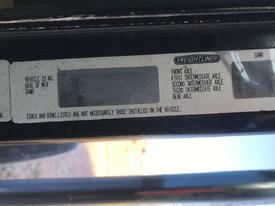 FREIGHTLINER
GAWR
VEHICLE ID NO.
DATE OF MFR
GVWR
FRONT AXLE
FIRST INTERMEDIATE AXLE
SECOND INTERMEDIATE AXLE
THIRD INTERMEDIATE AXLE
REAR AXLE
TIRES AND RIMS LISTED ARE NOT NECESSARILY THOSE INSTALLED ON THE VEHICLE.